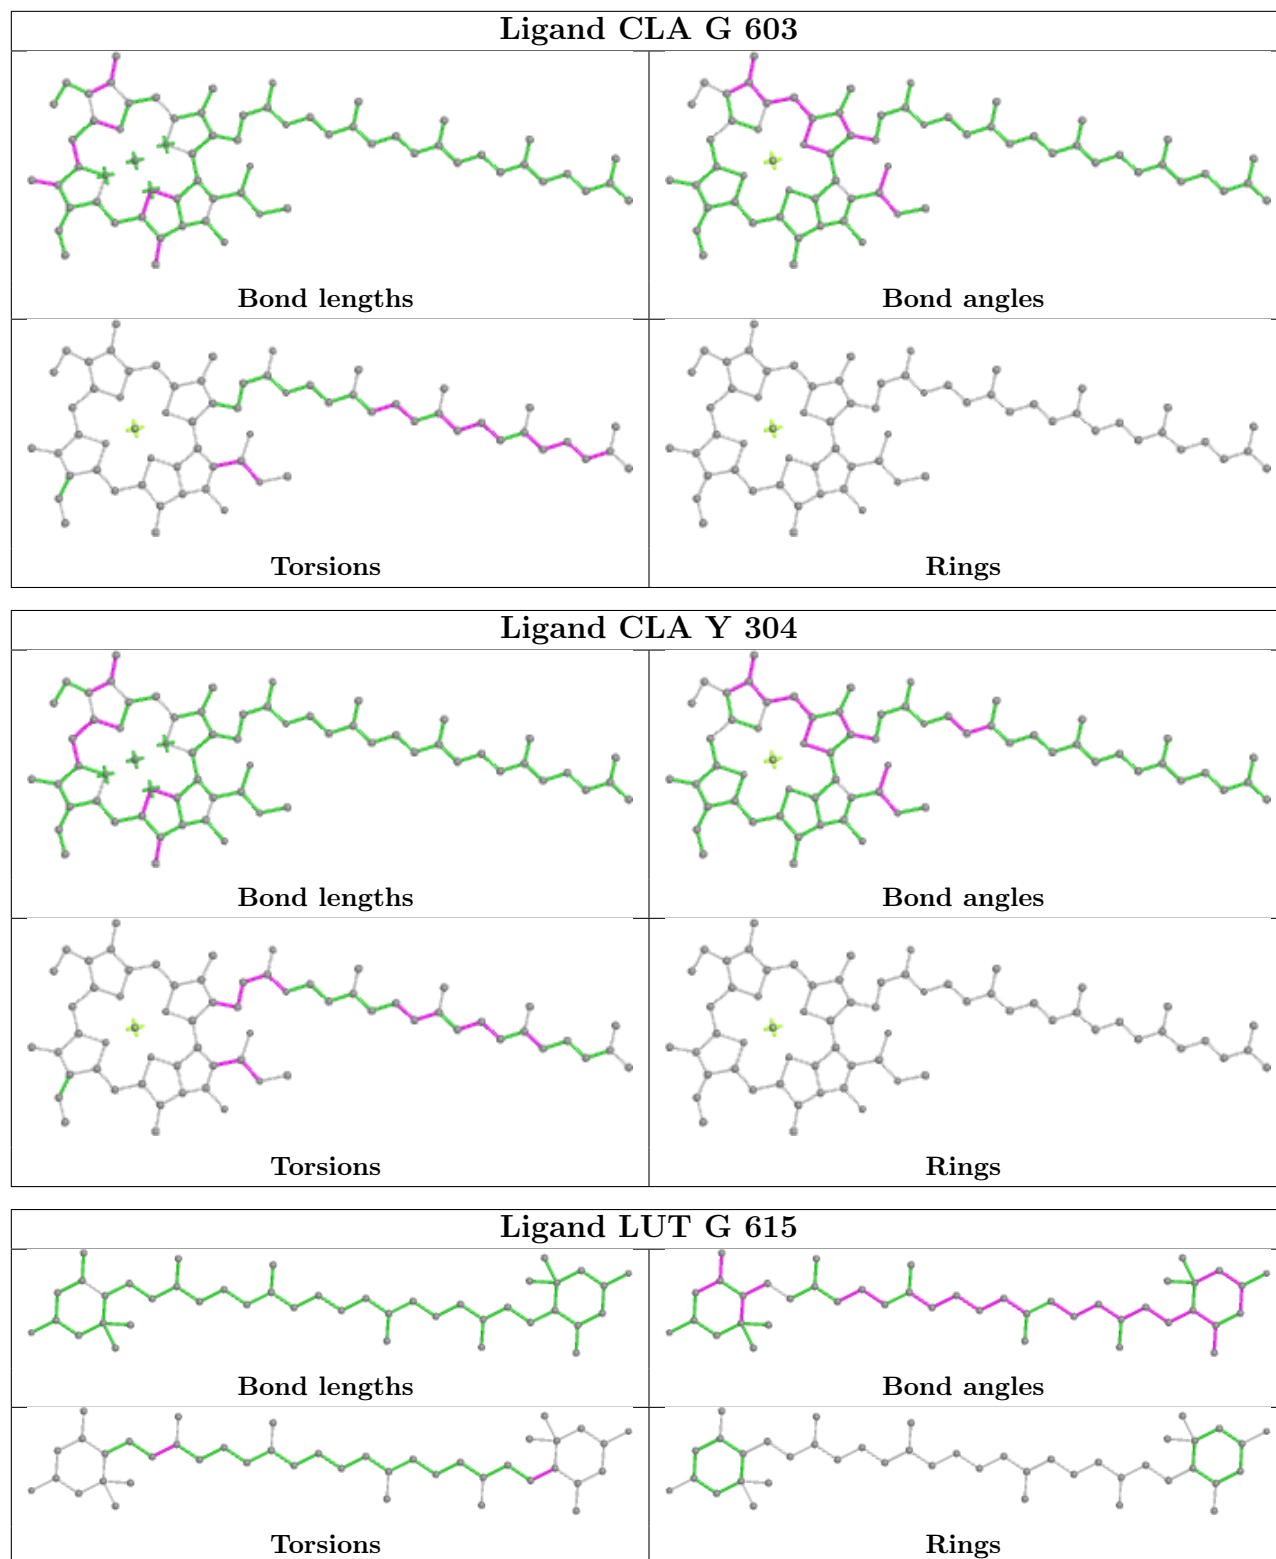 Ligand CLA G 603
Bond lengths
Bond angles
Torsions
Rings
Ligand CLA Y 304
Bond lengths
Bond angles
Torsions
Rings
Ligand LUT G 615
Bond lengths
Bond angles
Torsions
Rings